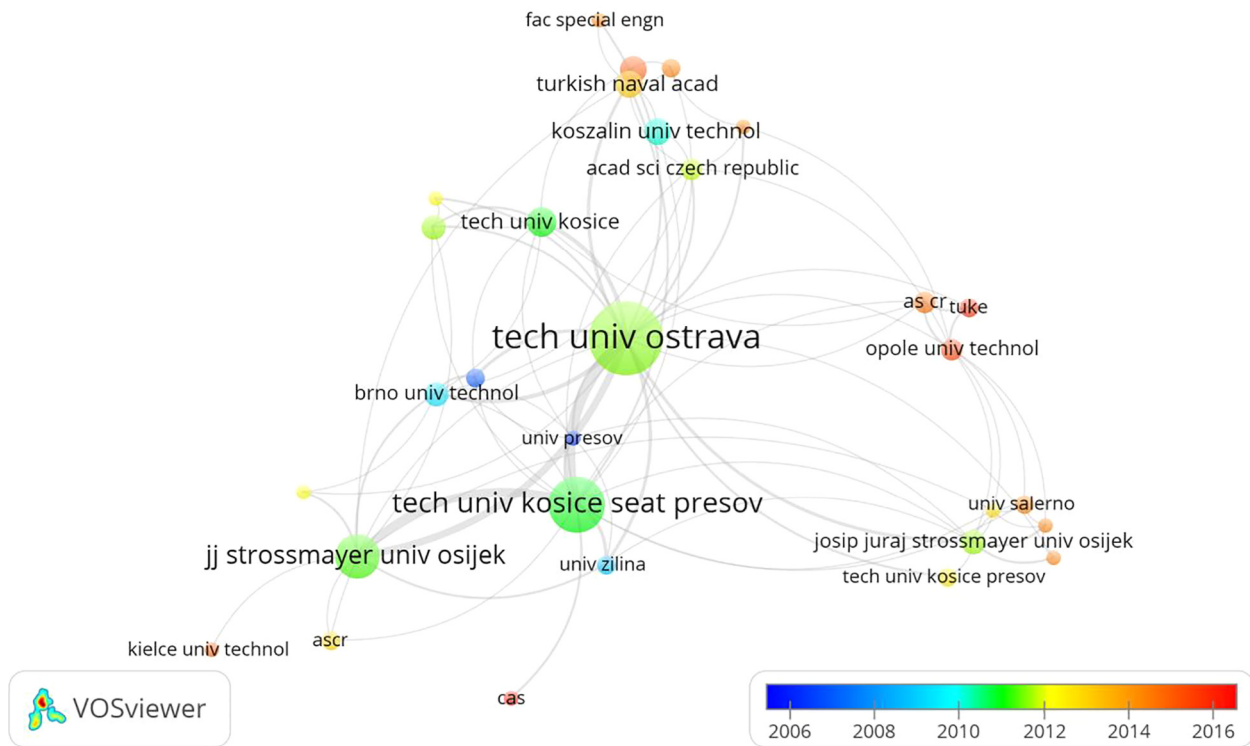 fac special engn
turkish naval acad
koszalin univ technol
acad sci czech republic
tech univ kosice
as cr
tuke
tech univ ostrava
opole univ technol
brno univ technol
univ presov
tech univ kosice seat presov
univ salerno
josip juraj strossmayer univ osijek
jj strossmayer univ osijek
univ zilina
tech univ kosice presov
ascr
kielce univ technol
cas
VOSviewer
2006 2008 2010 2012 2014 2016